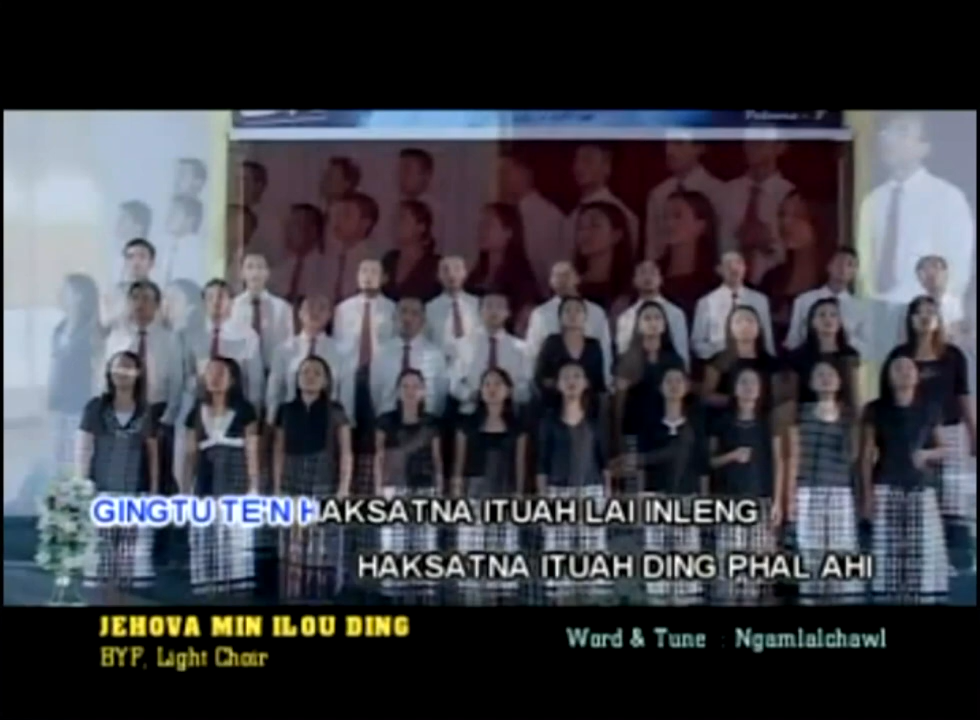 GINGTU TE'N HAKSATNA ITUAH LAI INLENG
HAKSATNA ITUAH DING PHAL AHI
JEHOVA MIN ILOU DING
BYF, Light Choir
Word & Tune : Ngamlalchawl